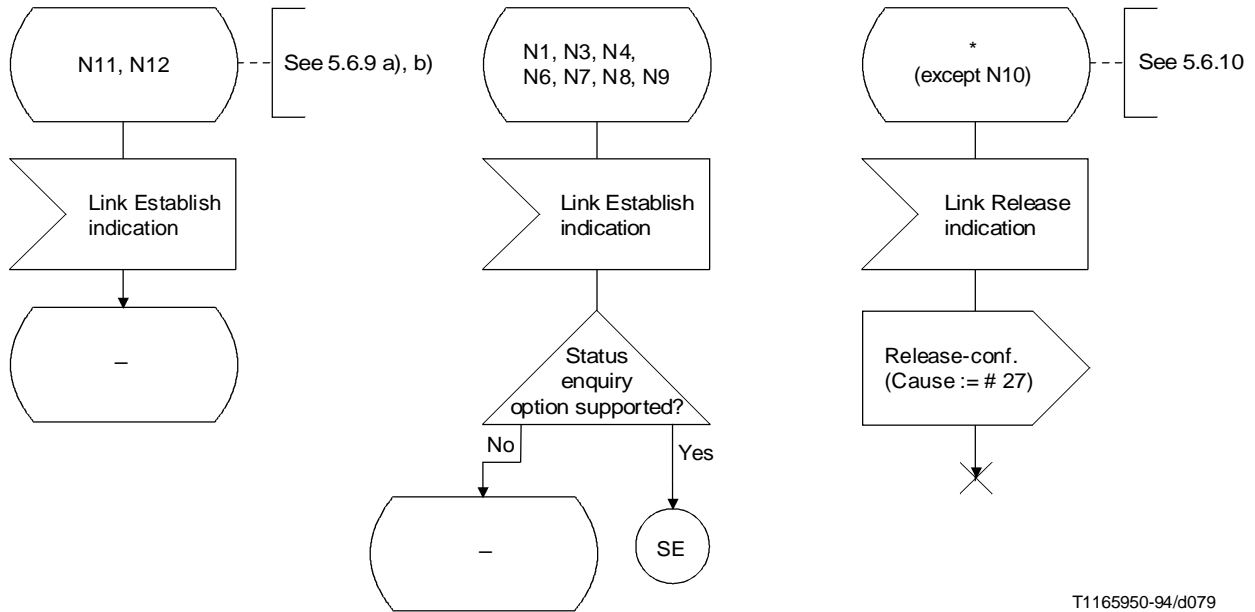 N11, N12
See 5.6.9 a), b)
Link Establish
indication
–
N1, N3, N4,
N6, N7, N8, N9
Link Establish
indication
Status
enquiry
option supported?
No
Yes
–
SE
*
(except N10)
See 5.6.10
Link Release
indication
Release-conf.
(Cause := # 27)
T1165950-94/d079